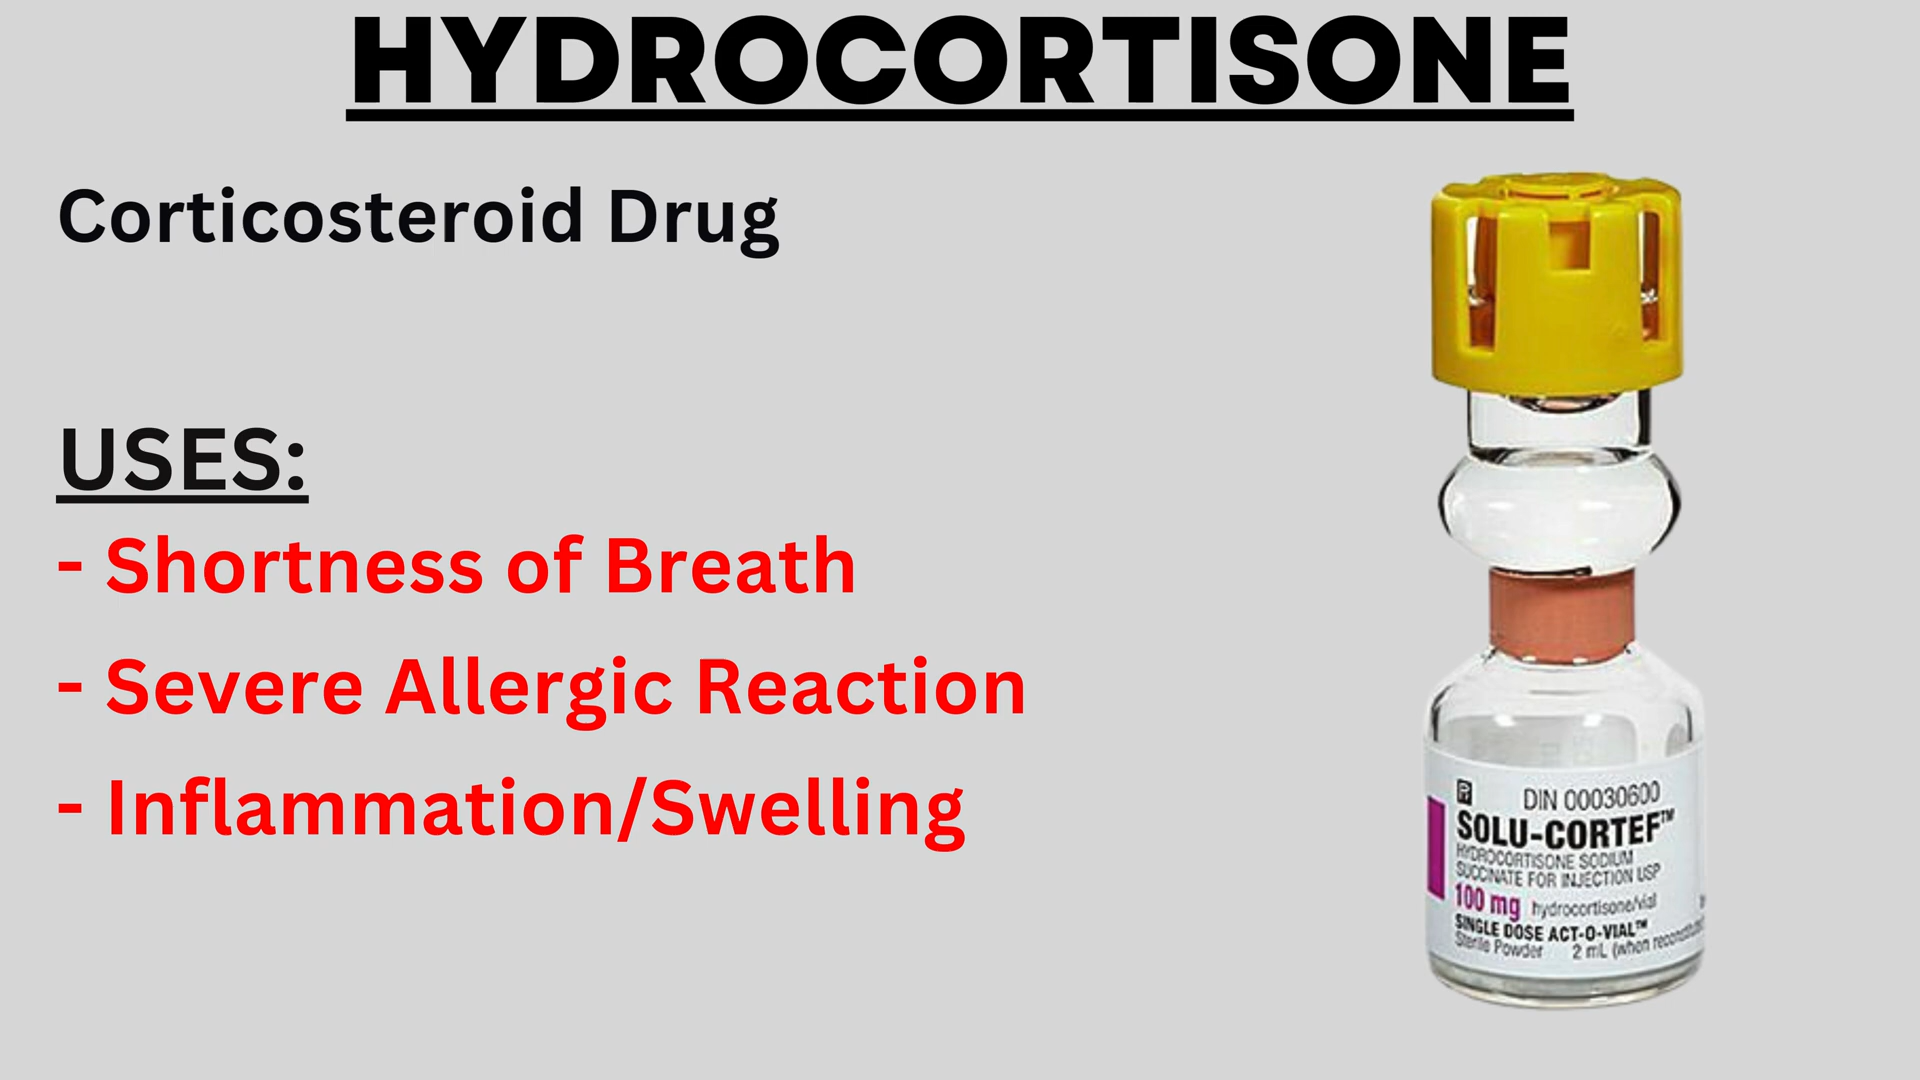 HYDROCORTISONE
Corticosteroid Drug
USES:
- Shortness of Breath
- Severe Allergic Reaction
- Inflammation/Swelling
Pr
DIN 00030600
SOLU-CORTEF™
HYDROCORTISONE SODIUM
SUCCINATE FOR INJECTION USP
100 mg hydrocortisone/vial
SINGLE DOSE ACT-O-VIAL™
Sterile Powder 2 mL (when